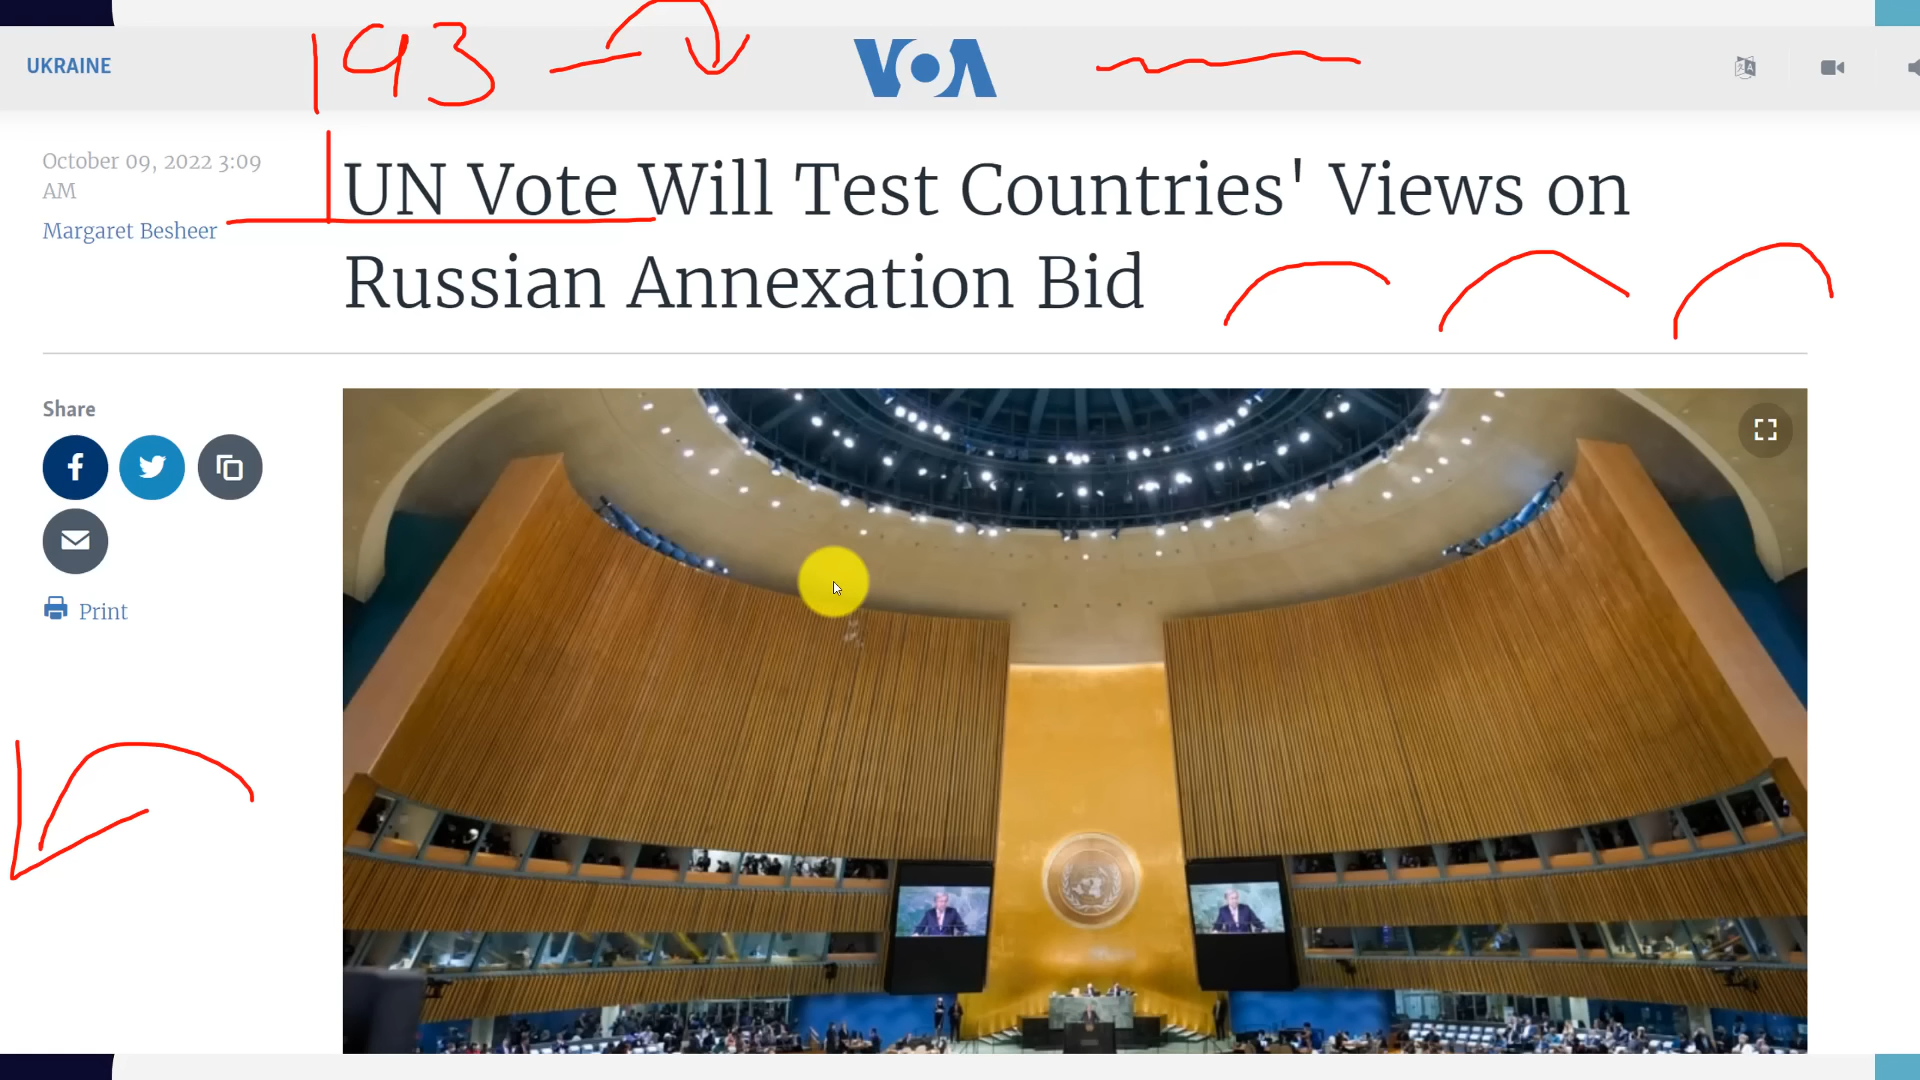 193
UKRAINE
VOA
October 09, 2022 3:09
AM
Margaret Besheer
UN Vote Will Test Countries' Views on
Russian Annexation Bid
Share
Print